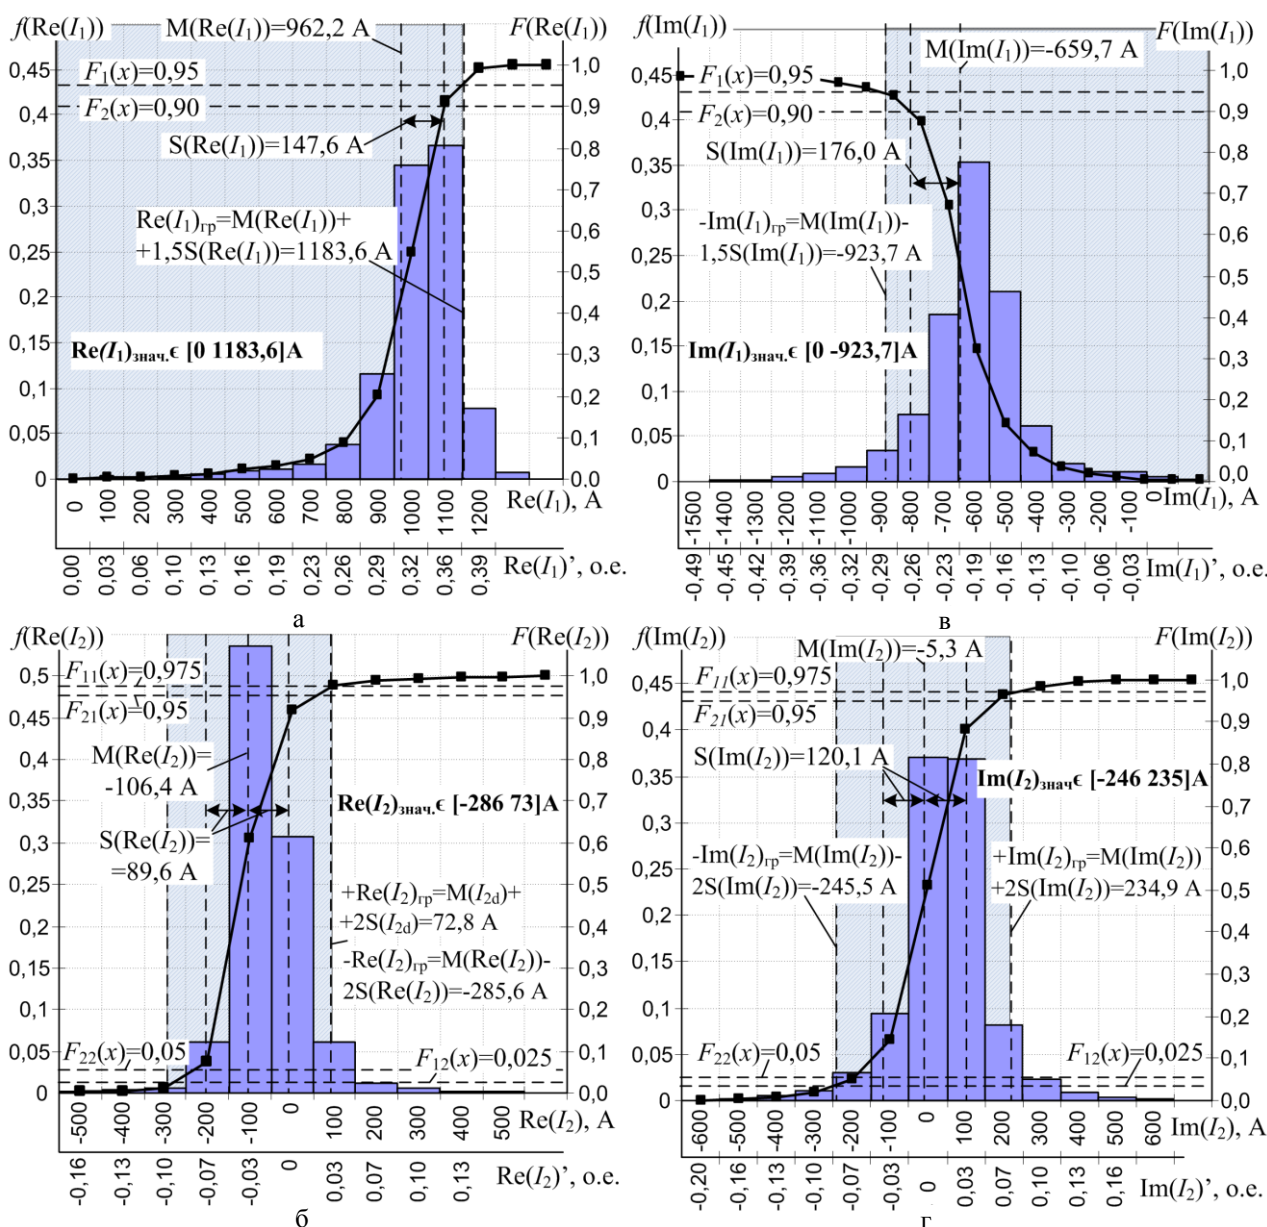 f(Re(I₁))
M(Re(I₁))=962,2 А
F(Re(I₁))
F₁(x)=0,95
F₂(x)=0,90
S(Re(I₁))=147,6 А
Re(I₁)гр=M(Re(I₁))+
+1,5S(Re(I₁))=1183,6 А
Re(I₁)знач.ϵ [0 1183,6]А
0,45
0,4
0,35
0,3
0,25
0,2
0,15
0,1
0,05
0
1,0
0,9
0,8
0,7
0,6
0,5
0,4
0,3
0,2
0,1
0,0
0 100 200 300 400 500 600 700 800 900 1000 1100 1200
Re(I₁), А
0,00 0,03 0,06 0,10 0,13 0,16 0,19 0,23 0,26 0,29 0,32 0,36 0,39
Re(I₁)’, о.е.
а
f(Im(I₁))
F(Im(I₁))
M(Im(I₁))=-659,7 А
F₁(x)=0,95
F₂(x)=0,90
S(Im(I₁))=176,0 А
-Im(I₁)гр=M(Im(I₁))-
1,5S(Im(I₁))=-923,7 А
Im(I₁)знач.ϵ [0 -923,7]А
0,45
0,4
0,35
0,3
0,25
0,2
0,15
0,1
0,05
0
1,0
0,9
0,8
0,7
0,6
0,5
0,4
0,3
0,2
0,1
0,0
-1500 -1400 -1300 -1200 -1100 -1000 -900 -800 -700 -600 -500 -400 -300 -200 -100 0
Im(I₁), А
-0,49 -0,45 -0,42 -0,39 -0,36 -0,32 -0,29 -0,26 -0,23 -0,19 -0,16 -0,13 -0,10 -0,06 -0,03
Im(I₁)’, о.е.
в
f(Re(I₂))
F(Re(I₂))
F₁₁(x)=0,975
F₂₁(x)=0,95
M(Re(I₂))=
-106,4 А
S(Re(I₂))=
=89,6 А
Re(I₂)знач.ϵ [-286 73]А
+Re(I₂)гр=M(I₂d)+
+2S(I₂d)=72,8 А
-Re(I₂)гр=M(Re(I₂))-
2S(Re(I₂))=-285,6 А
F₂₂(x)=0,05
F₁₂(x)=0,025
0,5
0,45
0,4
0,35
0,3
0,25
0,2
0,15
0,1
0,05
0
1,0
0,9
0,8
0,7
0,6
0,5
0,4
0,3
0,2
0,1
0,0
-500 -400 -300 -200 -100 0 100 200 300 400 500
Re(I₂), А
-0,16 -0,13 -0,10 -0,07 -0,03 0 0,03 0,07 0,10 0,13
Re(I₂)’, о.е.
б
f(Im(I₂))
M(Im(I₂))=-5,3 А
F(Im(I₂))
F₁₁(x)=0,975
F₂₁(x)=0,95
S(Im(I₂))=120,1 А
Im(I₂)значϵ [-246 235]А
-Im(I₂)гр=M(Im(I₂))-
2S(Im(I₂))=-245,5 А
+Im(I₂)гр=M(Im(I₂))
+2S(Im(I₂))=234,9 А
F₂₂(x)=0,05
F₁₂(x)=0,025
0,45
0,4
0,35
0,3
0,25
0,2
0,15
0,1
0,05
0
1,0
0,9
0,8
0,7
0,6
0,5
0,4
0,3
0,2
0,1
0,0
-600 -500 -400 -300 -200 -100 0 100 200 300 400 500 600
Im(I₂), А
-0,20 -0,16 -0,13 -0,10 -0,07 -0,03 0 0,03 0,07 0,10 0,13 0,16
Im(I₂)’, о.е.
г